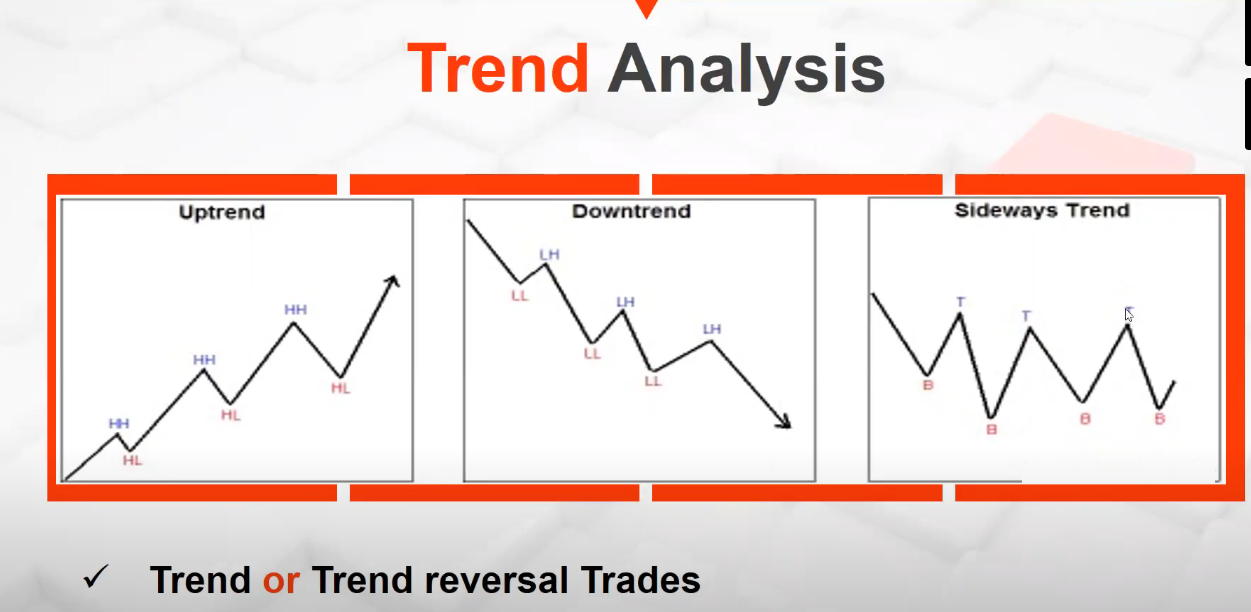 Trend Analysis
Uptrend
HH
HH
HH
HL
HL
HL
Downtrend
LH
LL
LH
LL
LH
LL
Sideways Trend
T
T
B
B
B
B
✓ Trend or Trend reversal Trades